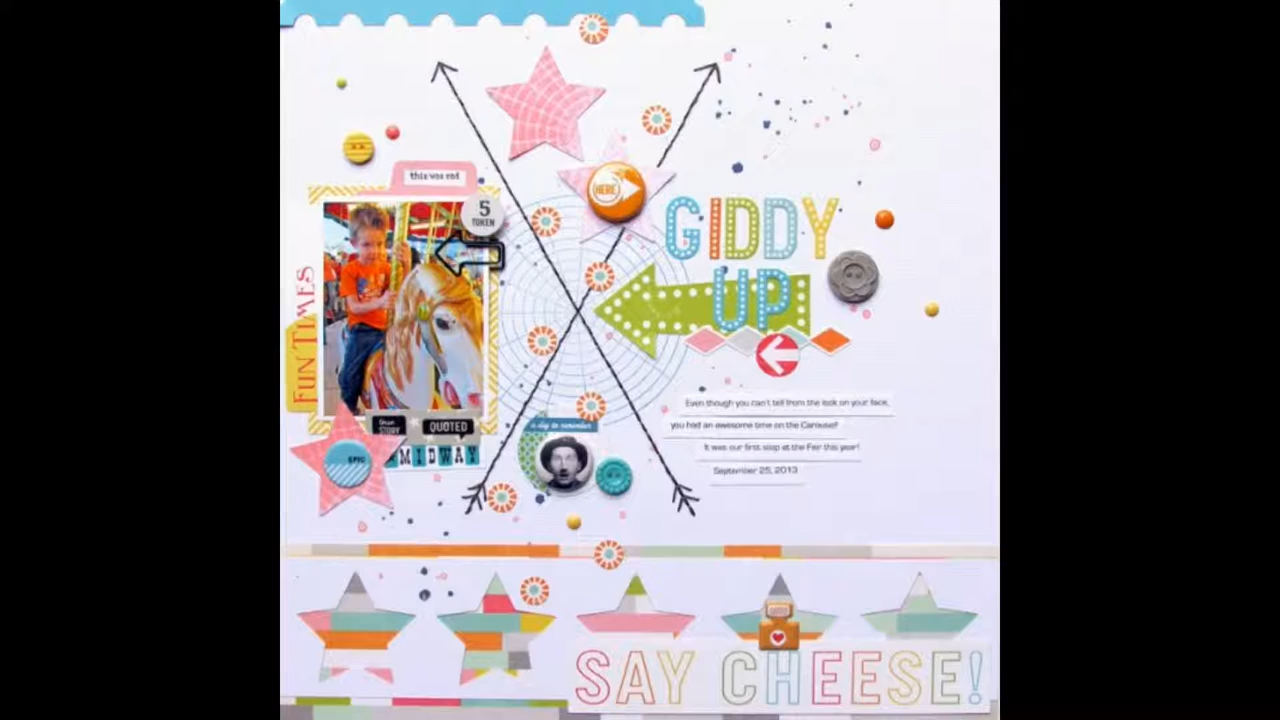 this was rad
5
TOKEN
HERE
GIDDY
UP
FUN TIMES
Even though you can't tell from the look on your face,
you had an awesome time on the Carousel!
It was our first stop at the Fair this year!
September 25, 2013
STORY
QUOTED
a day to remember
EPIC
MIDWAY
SAY CHEESE!